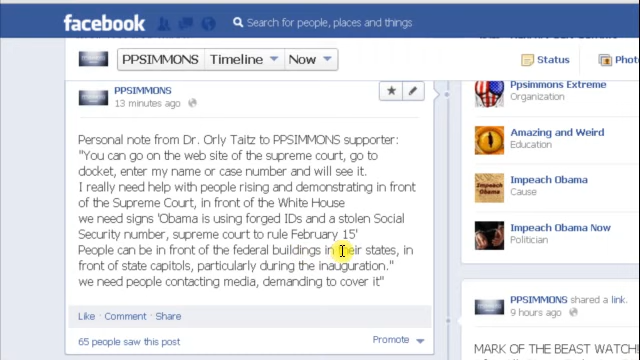 facebook
Search for people, places and things
PPSIMMONS Timeline Now
Status
Photo
PPSIMMONS
13 minutes ago
Personal note from Dr. Orly Taitz to PPSIMMONS supporter:
"You can go on the web site of the supreme court, go to
docket, enter my name or case number and will see it.
I really need help with people rising and demonstrating in front
of the Supreme Court, in front of the White House
we need signs 'Obama is using forged IDs and a stolen Social
Security number, supreme court to rule February 15'
People can be in front of the federal buildings in their states, in
front of state capitols, particularly during the inauguration."
we need people contacting media, demanding to cover it"
Like · Comment · Share
65 people saw this post
Promote
Ppsimmons Extreme
Organization
Amazing and Weird
Education
Impeach
Obama
Impeach Obama
Cause
Impeach Obama Now
Politician
PPSIMMONS shared a link.
9 hours ago
MARK OF THE BEAST WATCH